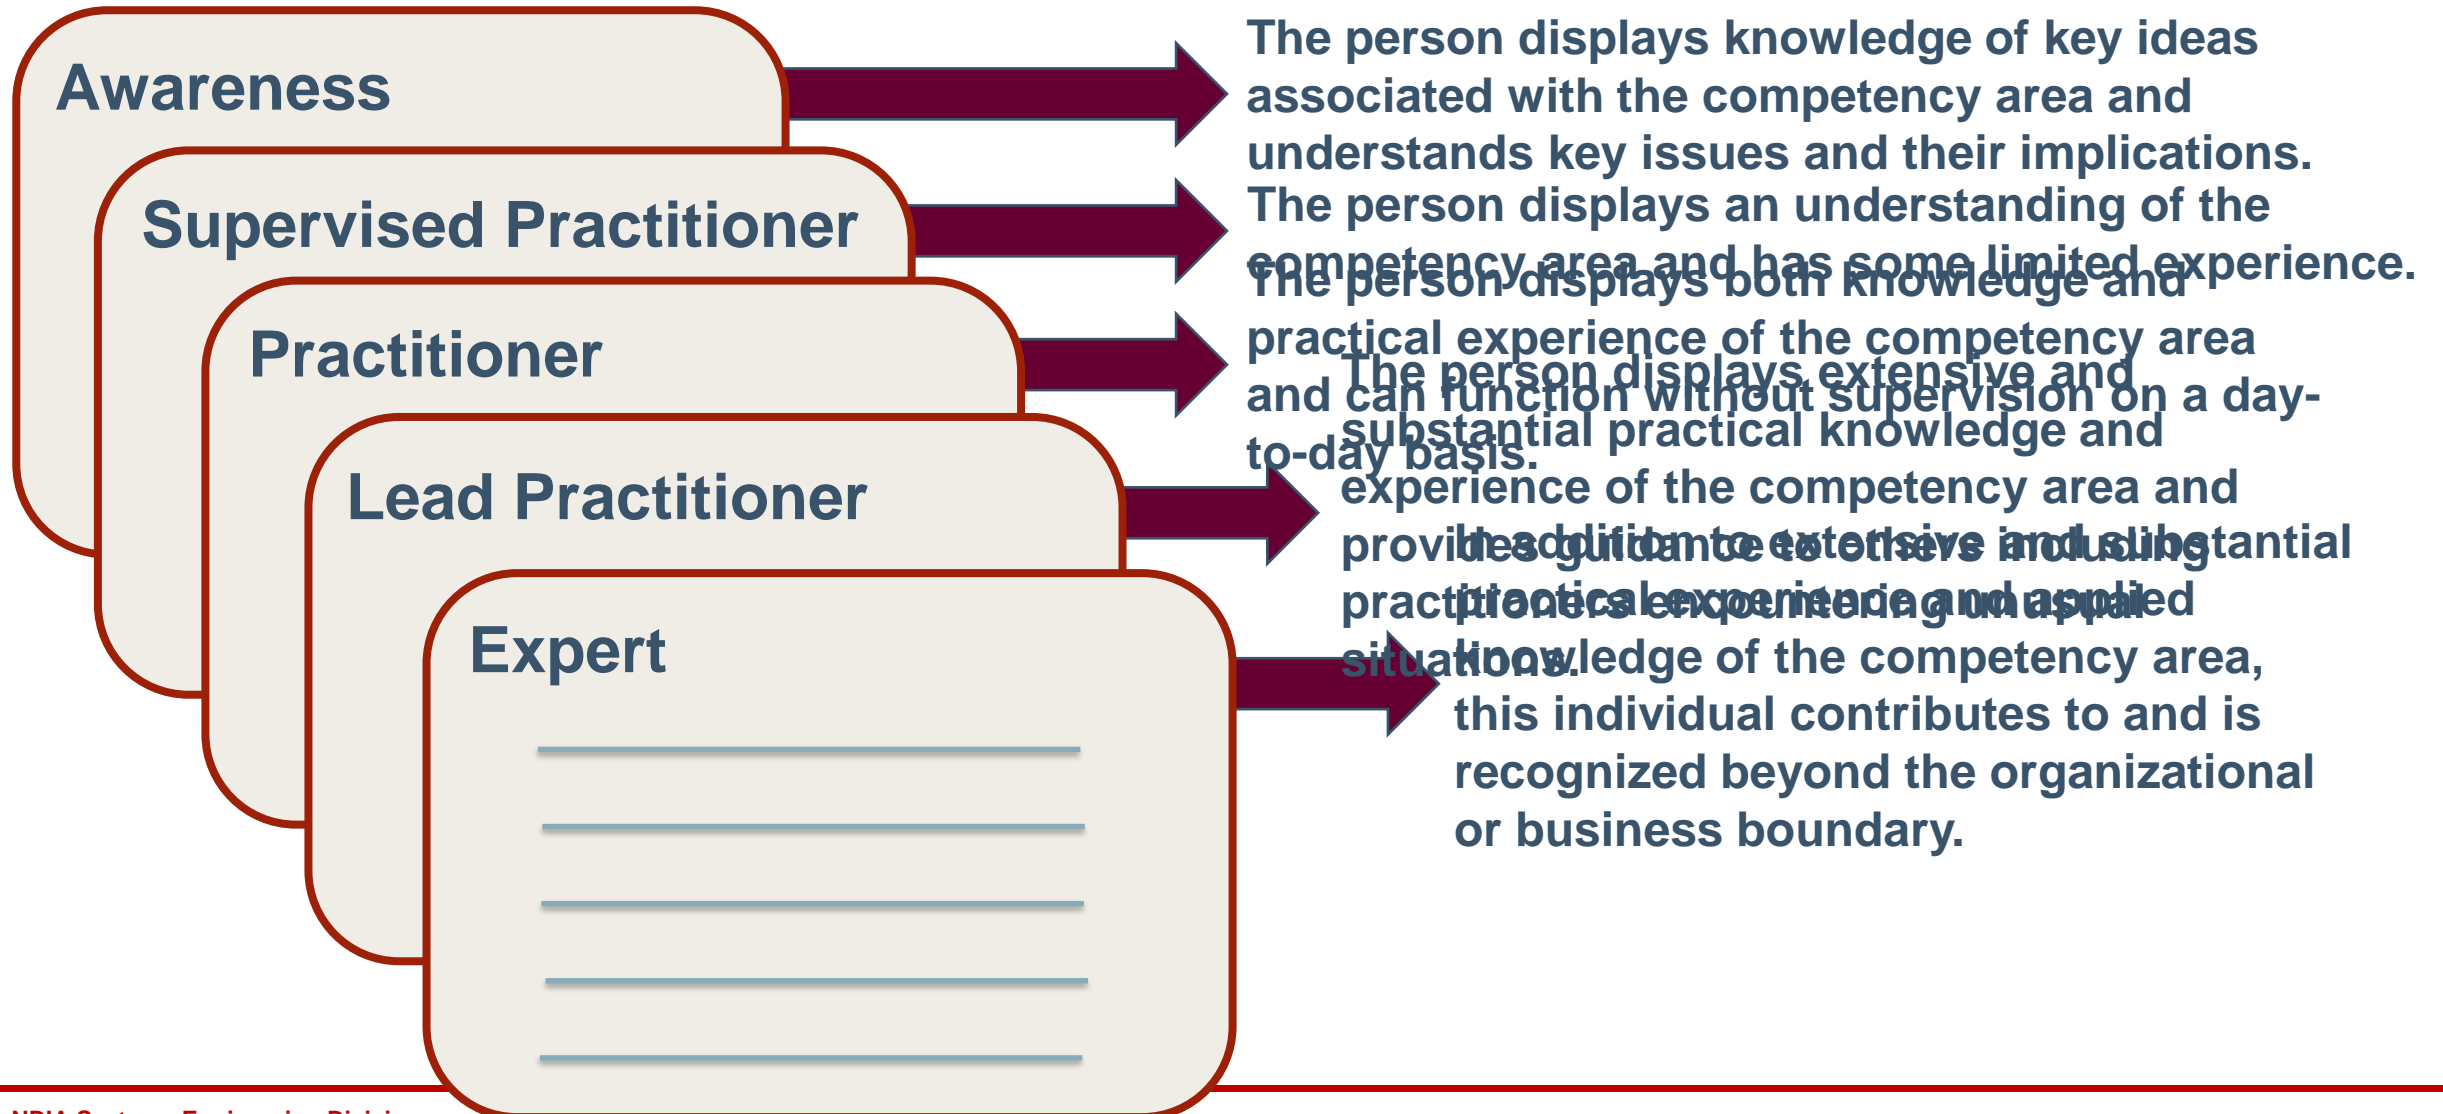 Awareness
The person displays knowledge of key ideas
associated with the competency area and
understands key issues and their implications.
Supervised Practitioner
The person displays an understanding of the
competency area and has some limited experience.
Practitioner
The person displays both knowledge and
practical experience of the competency area
and can function without supervision on a day-
to-day basis.
Lead Practitioner
The person displays extensive and
substantial practical knowledge and
experience of the competency area and
provides guidance to others including
practitioners encountering unusual
situations.
Expert
In addition to extensive and substantial
practical experience and applied
knowledge of the competency area,
this individual contributes to and is
recognized beyond the organizational
or business boundary.